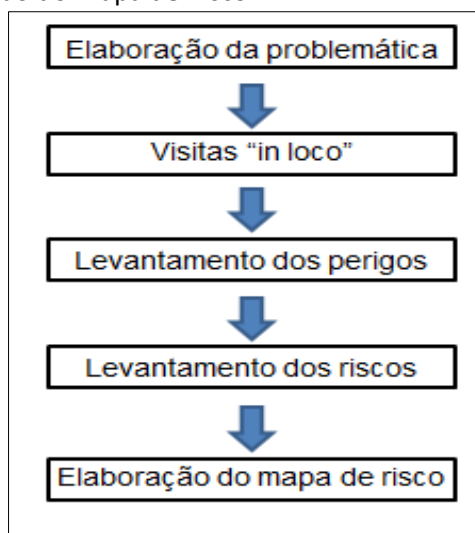 Elaboração da problemática
Visitas “in loco”
Levantamento dos perigos
Levantamento dos riscos
Elaboração do mapa de risco